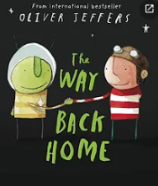 From international bestseller
OLIVER JEFFERS
The
WAY
BACK
HOME